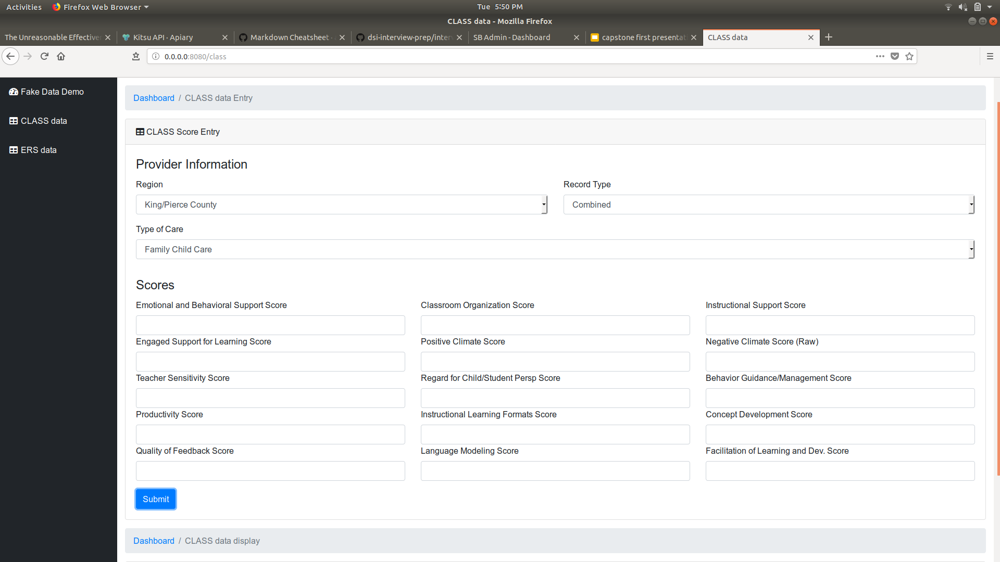 Activities Firefox Web Browser Tue 5:50 PM
CLASS data - Mozilla Firefox
The Unreasonable Effective Kitsu API · Apiary Markdown Cheatsheet · dsi-interview-prep/inter SB Admin - Dashboard capstone first presentat CLASS data
0.0.0.0:8080/class
Fake Data Demo
CLASS data
ERS data
Dashboard / CLASS data Entry
CLASS Score Entry
Provider Information
Region Record Type
King/Pierce County Combined
Type of Care
Family Child Care
Scores
Emotional and Behavioral Support Score Classroom Organization Score Instructional Support Score
Engaged Support for Learning Score Positive Climate Score Negative Climate Score (Raw)
Teacher Sensitivity Score Regard for Child/Student Persp Score Behavior Guidance/Management Score
Productivity Score Instructional Learning Formats Score Concept Development Score
Quality of Feedback Score Language Modeling Score Facilitation of Learning and Dev. Score
Submit
Dashboard / CLASS data display